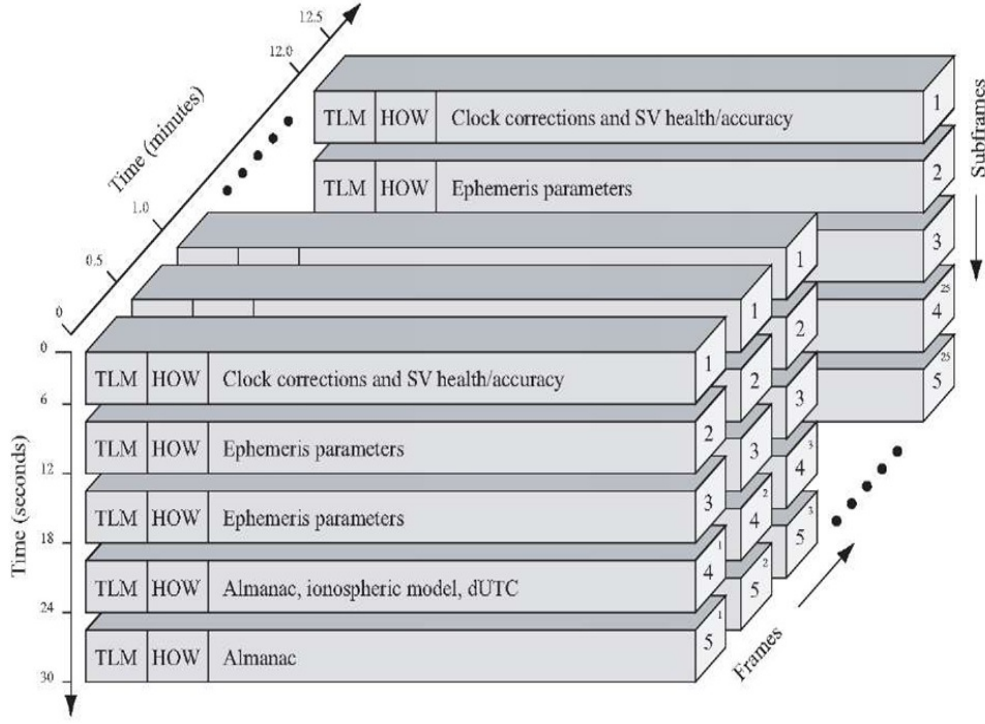 12.5
12.0
Time (minutes)
1.0
0.5
0
TLM HOW Clock corrections and SV health/accuracy 1
TLM HOW Ephemeris parameters 2
3
4 25
5 25
Subframes
1
2
3
4 3
5 3
1
2
3
4 2
5 2
0
TLM HOW Clock corrections and SV health/accuracy 1
6
TLM HOW Ephemeris parameters 2
12
TLM HOW Ephemeris parameters 3
18
TLM HOW Almanac, ionospheric model, dUTC 4 1
24
TLM HOW Almanac 5 1
30
Time (seconds)
Frames